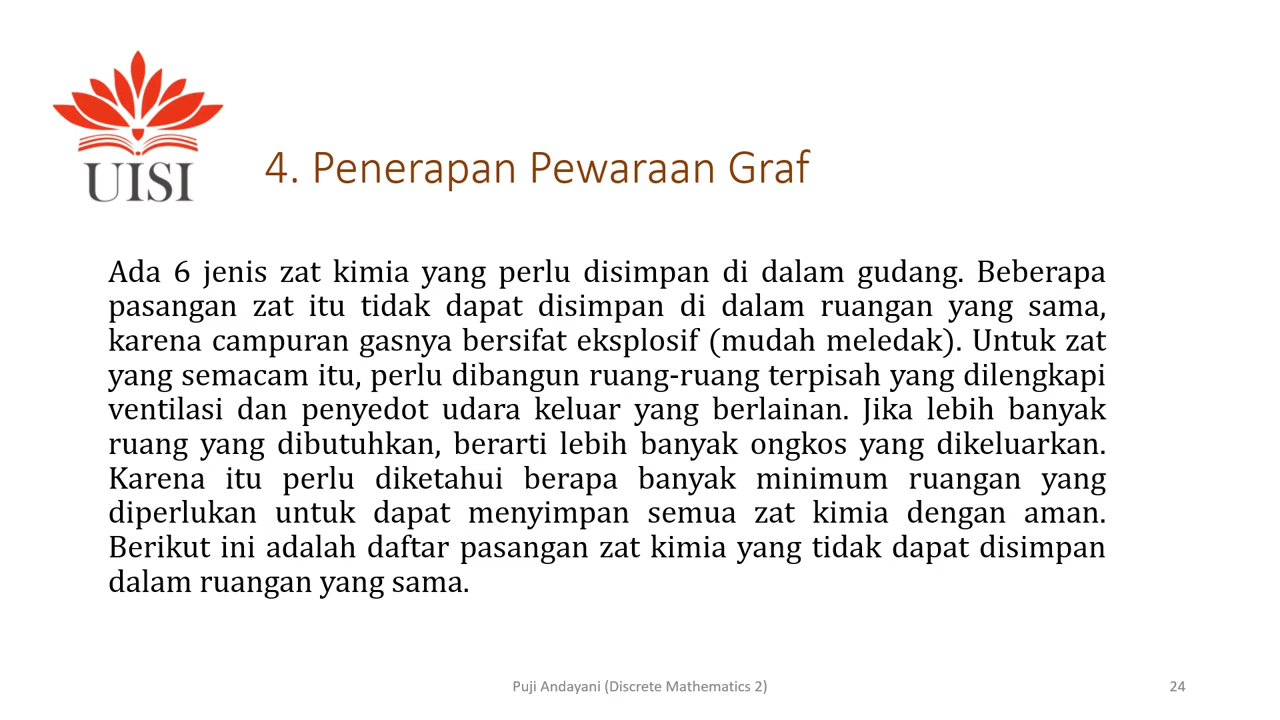 UISI
4. Penerapan Pewaraan Graf
Ada 6 jenis zat kimia yang perlu disimpan di dalam gudang. Beberapa
pasangan zat itu tidak dapat disimpan di dalam ruangan yang sama,
karena campuran gasnya bersifat eksplosif (mudah meledak). Untuk zat
yang semacam itu, perlu dibangun ruang-ruang terpisah yang dilengkapi
ventilasi dan penyedot udara keluar yang berlainan. Jika lebih banyak
ruang yang dibutuhkan, berarti lebih banyak ongkos yang dikeluarkan.
Karena itu perlu diketahui berapa banyak minimum ruangan yang
diperlukan untuk dapat menyimpan semua zat kimia dengan aman.
Berikut ini adalah daftar pasangan zat kimia yang tidak dapat disimpan
dalam ruangan yang sama.
Puji Andayani (Discrete Mathematics 2)
24